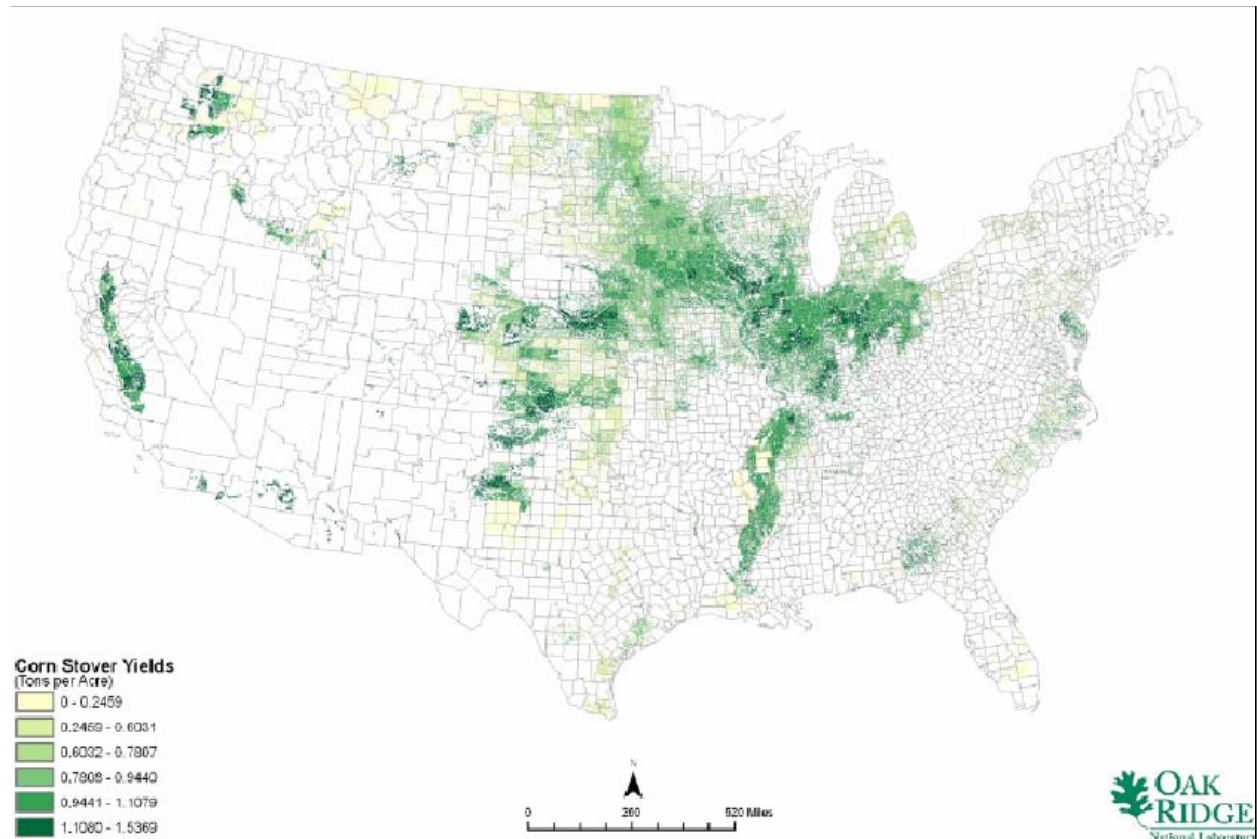 Corn Stover Yields
(Tons per Acre)
0 - 0.2459
0.2459 - 0.6031
0.6032 - 0.7807
0.7808 - 0.9440
0.9441 - 1.1079
1.1080 - 1.5369
N
0 260 520 Miles
OAK
RIDGE
National Laboratory